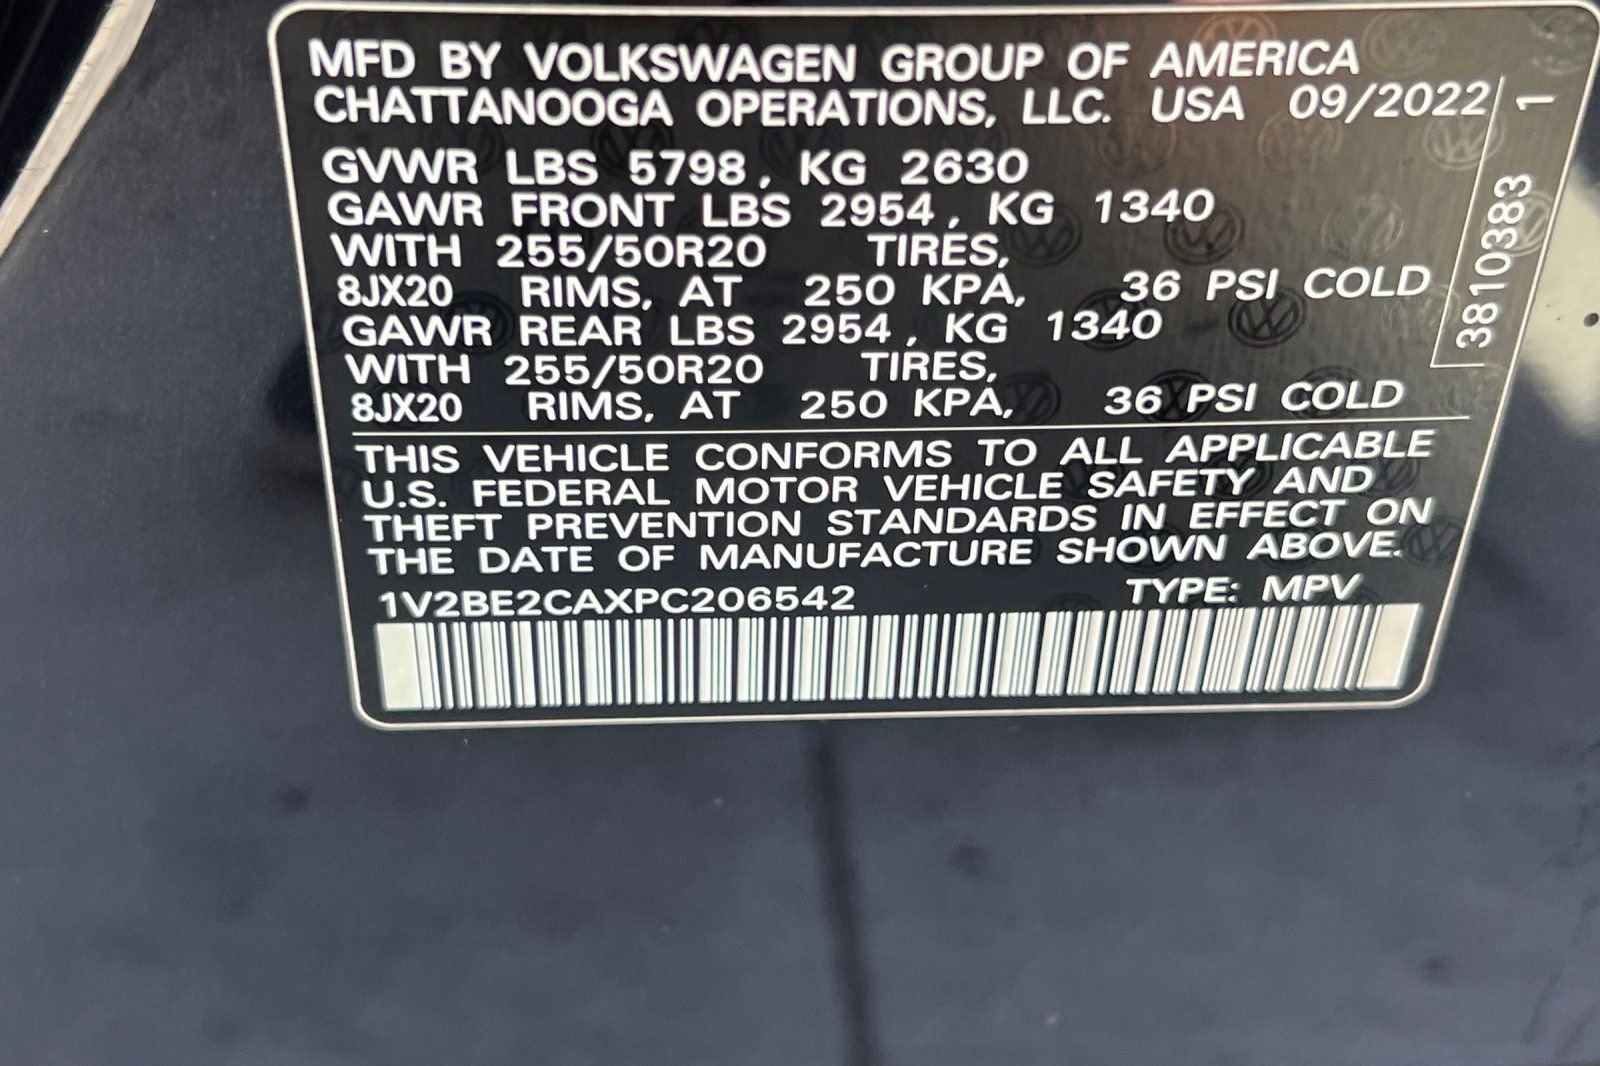 MFD BY VOLKSWAGEN GROUP OF AMERICA
CHATTANOOGA OPERATIONS, LLC. USA 09/2022
GVWR LBS 5798, KG 2630
GAWR FRONT LBS 2954, KG 1340
WITH 255/50R20 TIRES,
8JX20 RIMS, AT 250 KPA, 36 PSI COLD
GAWR REAR LBS 2954, KG 1340
WITH 255/50R20 TIRES,
8JX20 RIMS, AT 250 KPA, 36 PSI COLD
THIS VEHICLE CONFORMS TO ALL APPLICABLE
U.S. FEDERAL MOTOR VEHICLE SAFETY AND
THEFT PREVENTION STANDARDS IN EFFECT ON
THE DATE OF MANUFACTURE SHOWN ABOVE.
1V2BE2CAXPC206542 TYPE: MPV
3810383 1